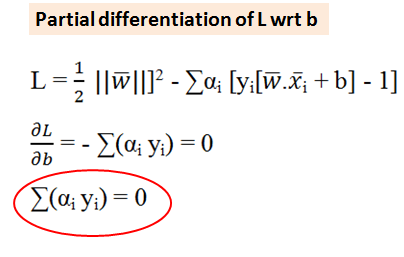 Partial differentiation of L wrt b
L = 1/2 ||w̅||]² - ∑αᵢ [yᵢ[w̅.x̅ᵢ + b] - 1]
∂L/∂b = - ∑(αᵢ yᵢ) = 0
∑(αᵢ yᵢ) = 0